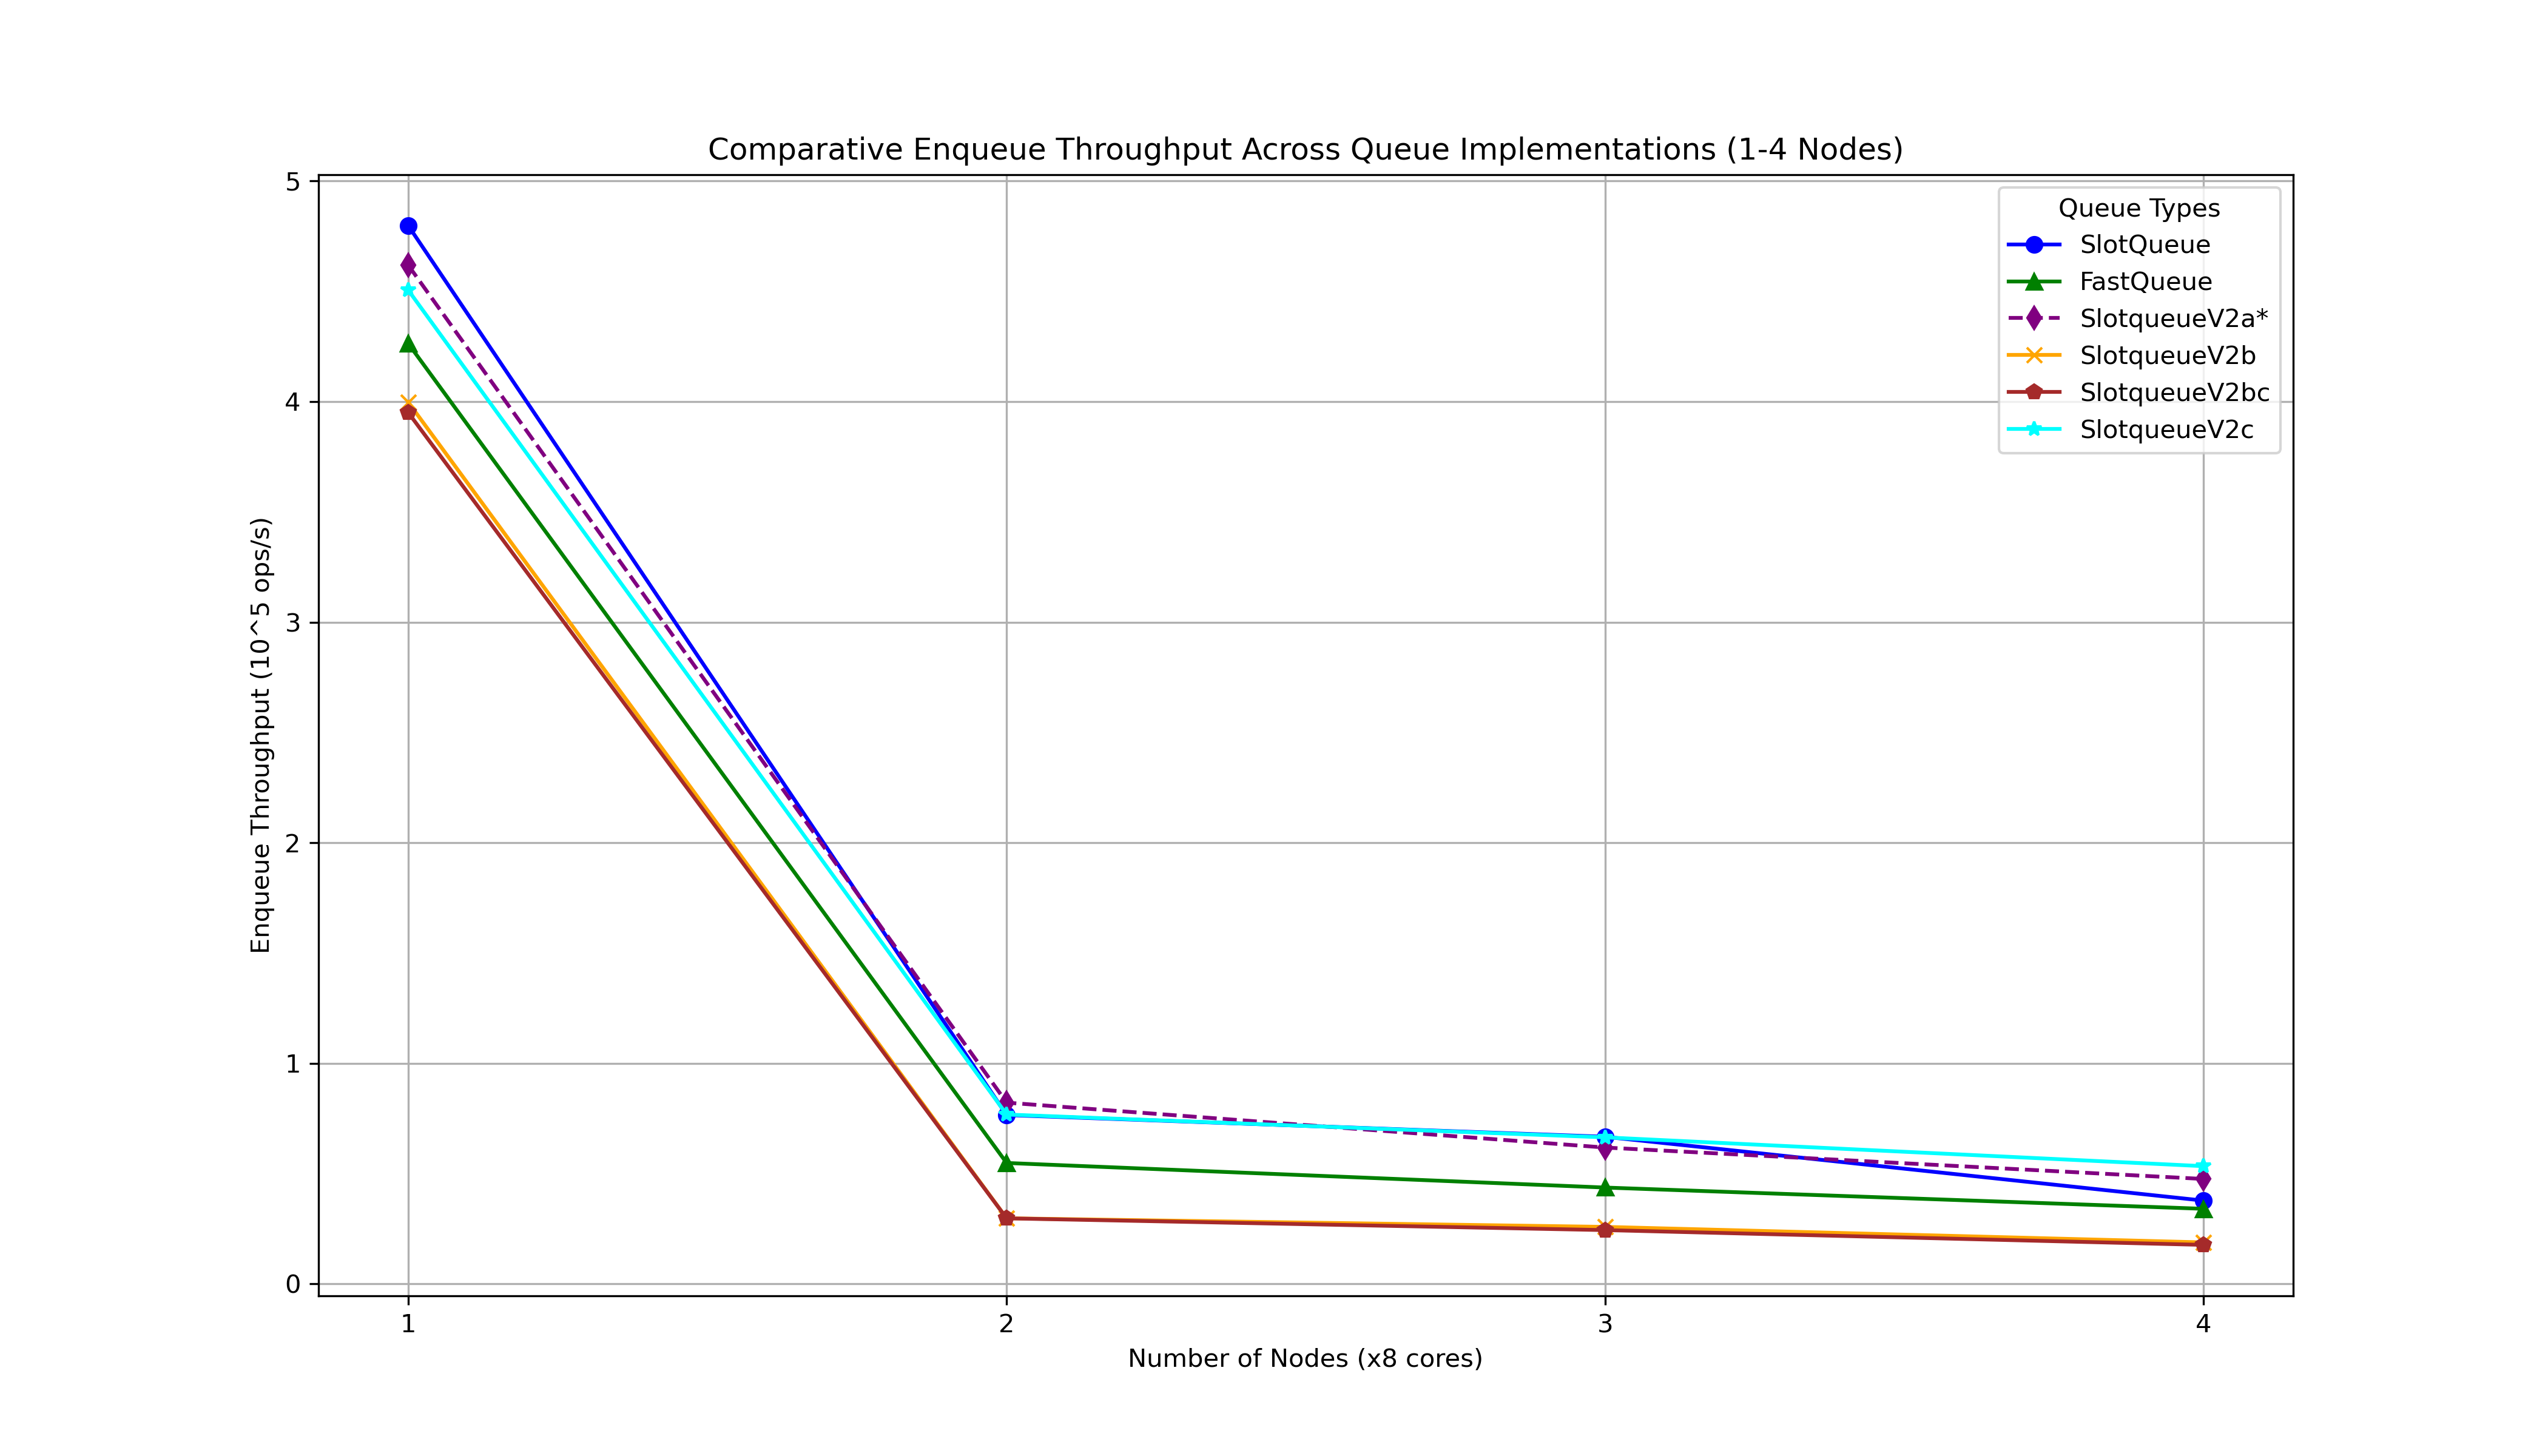 Comparative Enqueue Throughput Across Queue Implementations (1-4 Nodes)
Enqueue Throughput (10^5 ops/s)
5
4
3
2
1
0
Queue Types
SlotQueue
FastQueue
SlotqueueV2a*
SlotqueueV2b
SlotqueueV2bc
SlotqueueV2c
1
2
3
4
Number of Nodes (x8 cores)